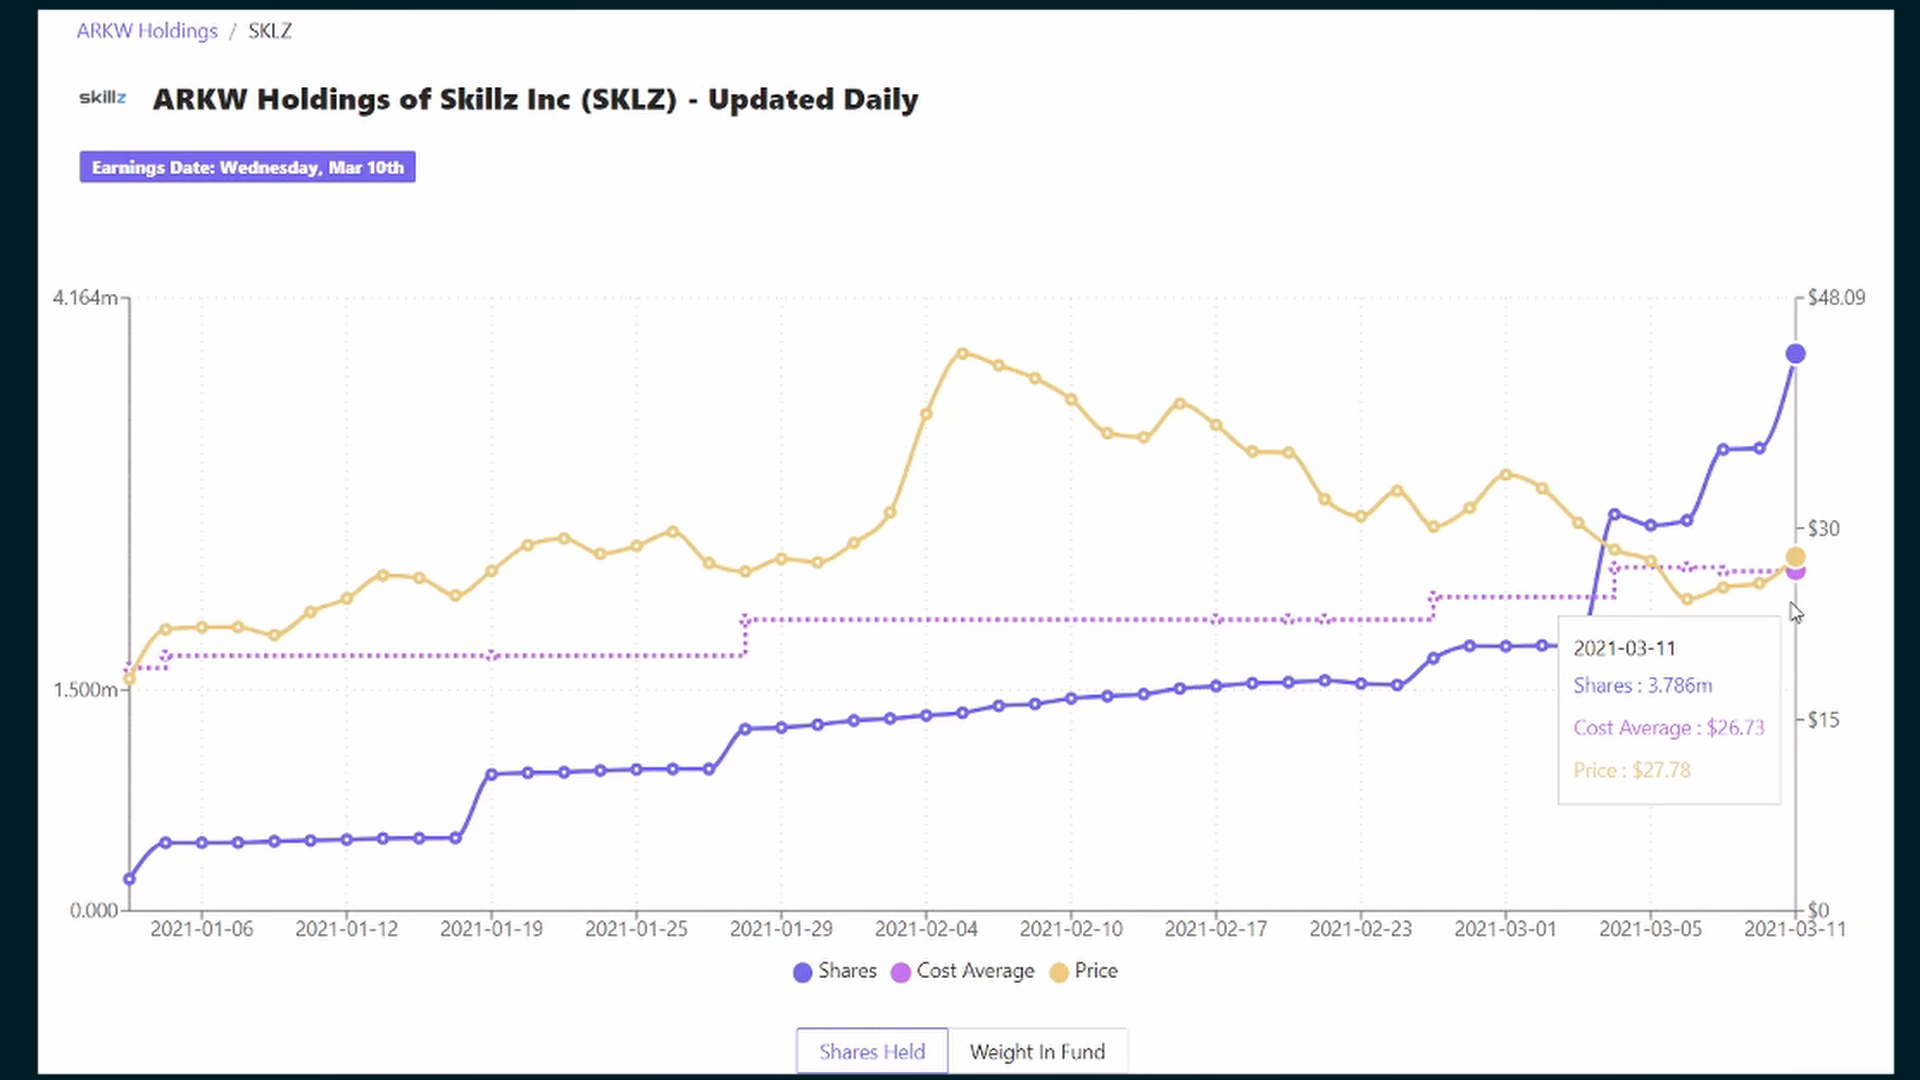 ARKW Holdings / SKLZ
skillz ARKW Holdings of Skillz Inc (SKLZ) - Updated Daily
Earnings Date: Wednesday, Mar 10th
4.164m
1.500m
0.000
$48.09
$30
$15
$0
2021-03-11
Shares : 3.786m
Cost Average : $26.73
Price : $27.78
2021-01-06 2021-01-12 2021-01-19 2021-01-25 2021-01-29 2021-02-04 2021-02-10 2021-02-17 2021-02-23 2021-03-01 2021-03-05 2021-03-11
Shares Cost Average Price
Shares Held Weight In Fund